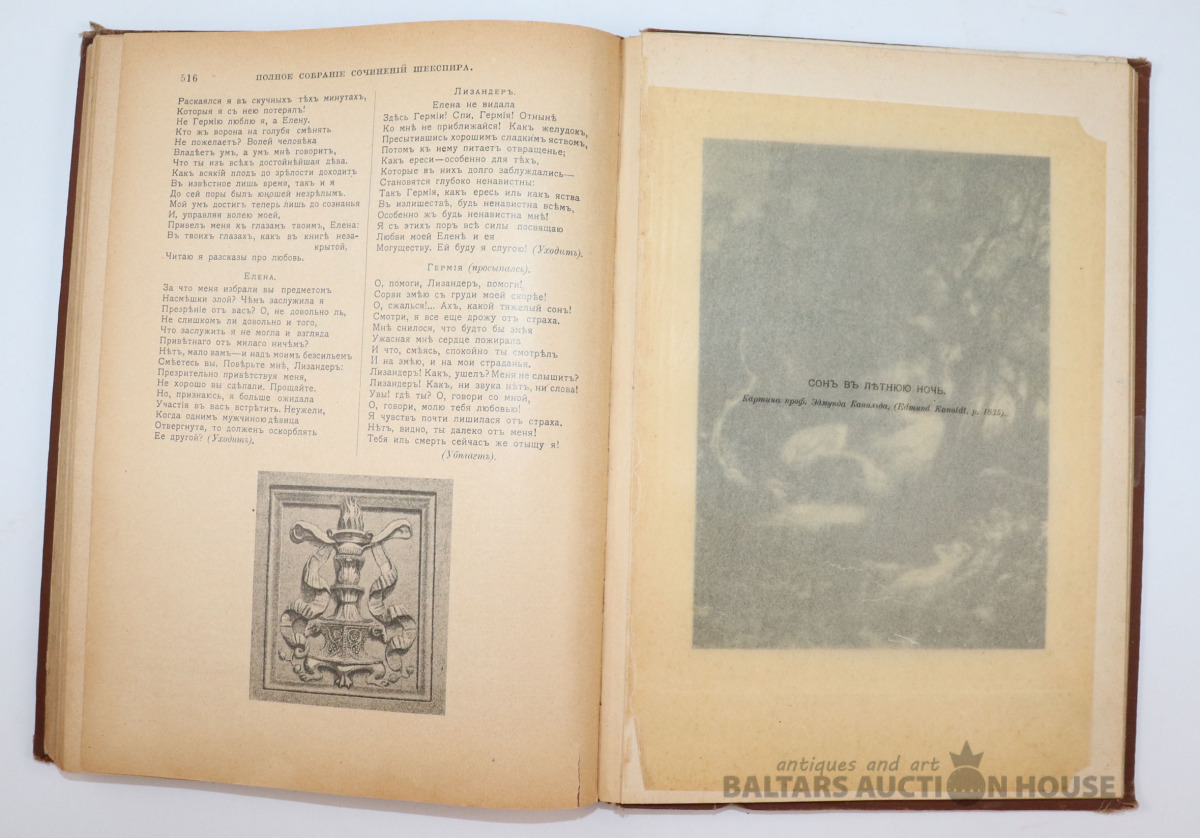 516
ПОЛНОЕ СОБРАНІЕ СОЧИНЕНІЙ ШЕКСПИРА.
Раскаялся я въ скучныхъ тѣхъ минутахъ,
Которыя я съ нею потерялъ!
Не Гермію люблю я, а Елену.
Кто жъ ворона на голубя смѣнять
Не пожелаетъ? Волей человѣка
Владѣетъ умъ, а умъ мнѣ говоритъ,
Что ты изъ всѣхъ достойнѣйшая дѣва.
Какъ всякій плодъ до зрѣлости доходитъ
Въ извѣстное лишь время, такъ и я
До сей поры былъ юношей незрѣлымъ.
Мой умъ достигъ теперь лишь до сознанья
И, управляя волею моей,
Привелъ меня къ глазамъ твоимъ, Елена:
Въ твоихъ глазахъ, какъ въ книгѣ неза-
крытой,
Читаю я разсказы про любовь.
Елена.
За что меня избрали вы предметомъ
Насмѣшки злой? Чѣмъ заслужила я
Презрѣніе отъ васъ? О, не довольно ль,
Не слишкомъ ли довольно и того,
Что заслужить я не могла и взгляда
Привѣтнаго отъ милаго ничѣмъ?
Нѣтъ, мало вамъ—и надъ моимъ безсильемъ
Смѣетесь вы. Повѣрьте мнѣ, Лизандеръ:
Презрительно привѣтствуя меня,
Не хорошо вы сдѣлали. Прощайте.
Но, признаюсь, я больше ожидала
Участія въ васъ встрѣтить. Неужели,
Когда однимъ мужчиною дѣвица
Отвергнута, то долженъ оскорблять
Ее другой? (Уходитъ).
Лизандеръ.
Елена не видала
Здѣсь Герміи! Спи, Гермія! Отнынѣ
Ко мнѣ не приближайся! Какъ желудокъ,
Пресытившись хорошимъ сладкимъ яствомъ,
Потомъ къ нему питаетъ отвращенье;
Какъ ереси—особенно для тѣхъ,
Которые въ нихъ долго заблуждались—
Становятся глубоко ненавистны:
Такъ Гермія, какъ ересь иль какъ яства
Въ излишествѣ, будь ненавистна всѣмъ,
Особенно жъ будь ненавистна мнѣ!
Я съ этихъ поръ всѣ силы посвящаю
Любви моей Еленѣ и ея
Могуществу. Ей буду я слугою! (Уходитъ).
Гермія (просыпаясь).
О, помоги, Лизандеръ, помоги!
Сорви змѣю съ груди моей скорѣе!
О, сжалься!... Ахъ, какой тяжелый сонъ!
Смотри, я все еще дрожу отъ страха.
Мнѣ снилося, что будто бы змѣя
Ужасная мнѣ сердце пожирала
И что, смѣясь, спокойно ты смотрѣлъ
И на змѣю, и на мои страданья.
Лизандеръ! Какъ, ушелъ? Меня не слышитъ?
Лизандеръ! Какъ, ни звука нѣтъ, ни слова!
Увы! гдѣ ты? О, говори со мной,
О, говори, молю тебя любовью!
Я чувствъ почти лишилася отъ страха.
Нѣтъ, видно, ты далеко отъ меня!
Тебя иль смерть сейчасъ же отыщу я!
(Убѣгаетъ).
СОНЪ ВЪ ЛѢТНЮЮ НОЧЬ.
Картина проф. Эдмунда Канольда, (Edmund Kanoldt, p. 1845).
antiques and art
BALTARS AUCTION HOUSE